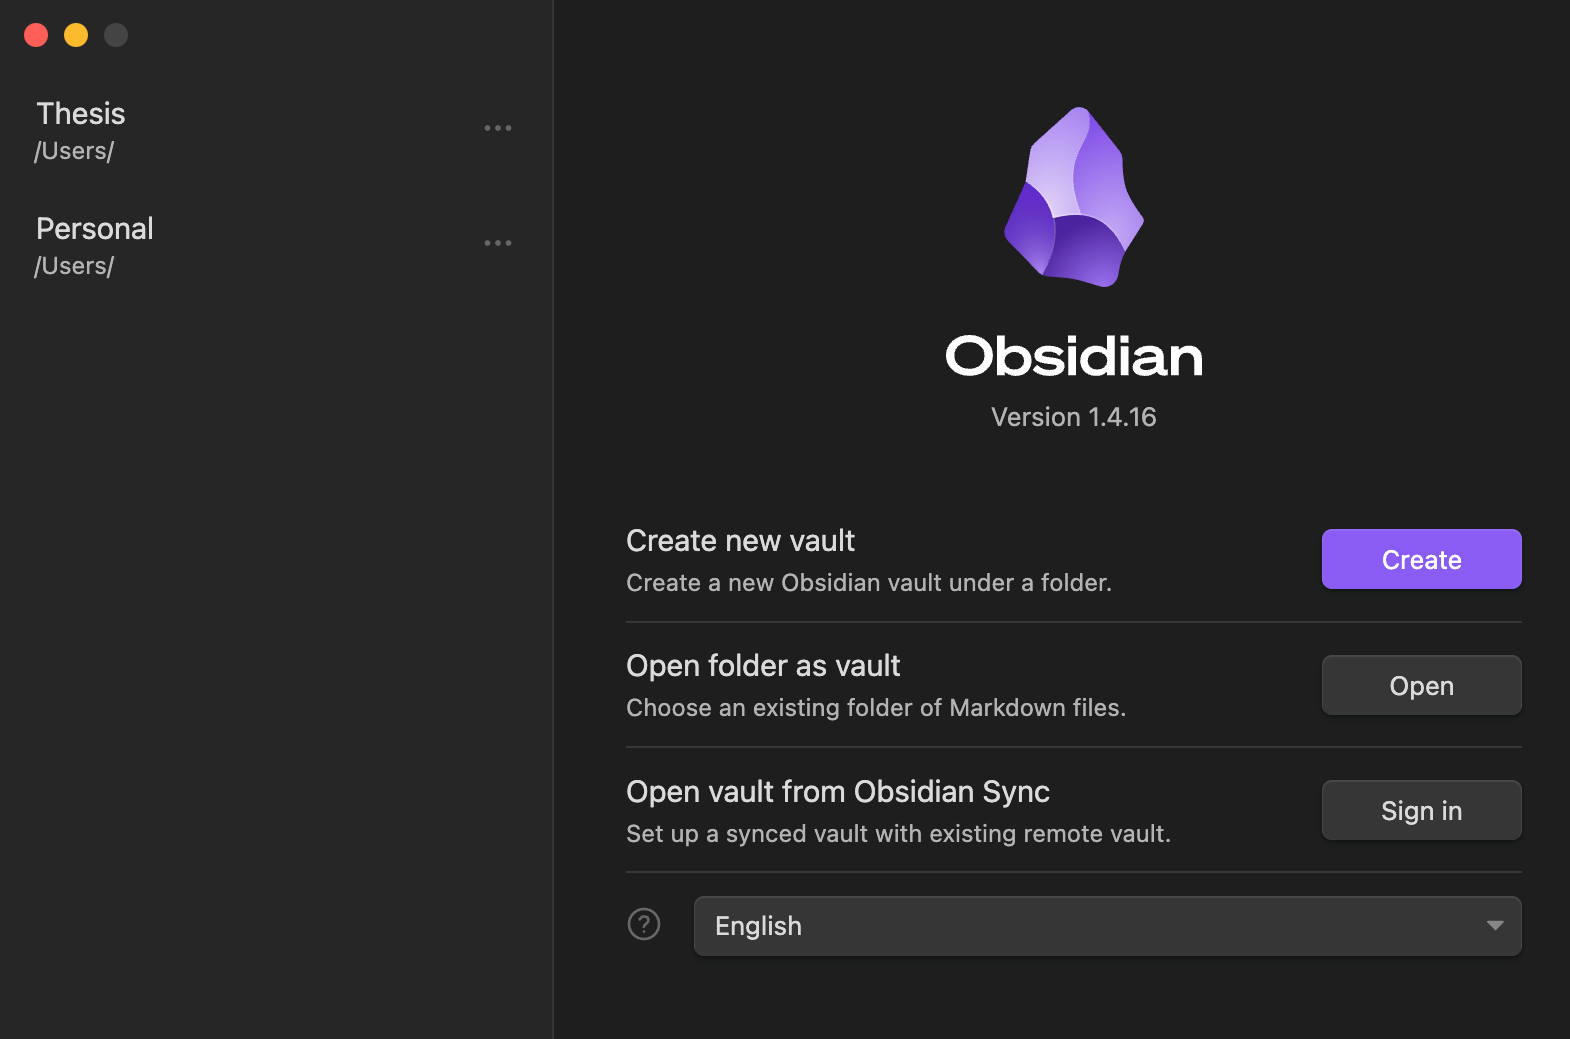 Thesis
/Users/
Personal
/Users/
Obsidian
Version 1.4.16
Create new vault
Create a new Obsidian vault under a folder.
Create
Open folder as vault
Choose an existing folder of Markdown files.
Open
Open vault from Obsidian Sync
Set up a synced vault with existing remote vault.
Sign in
?
English